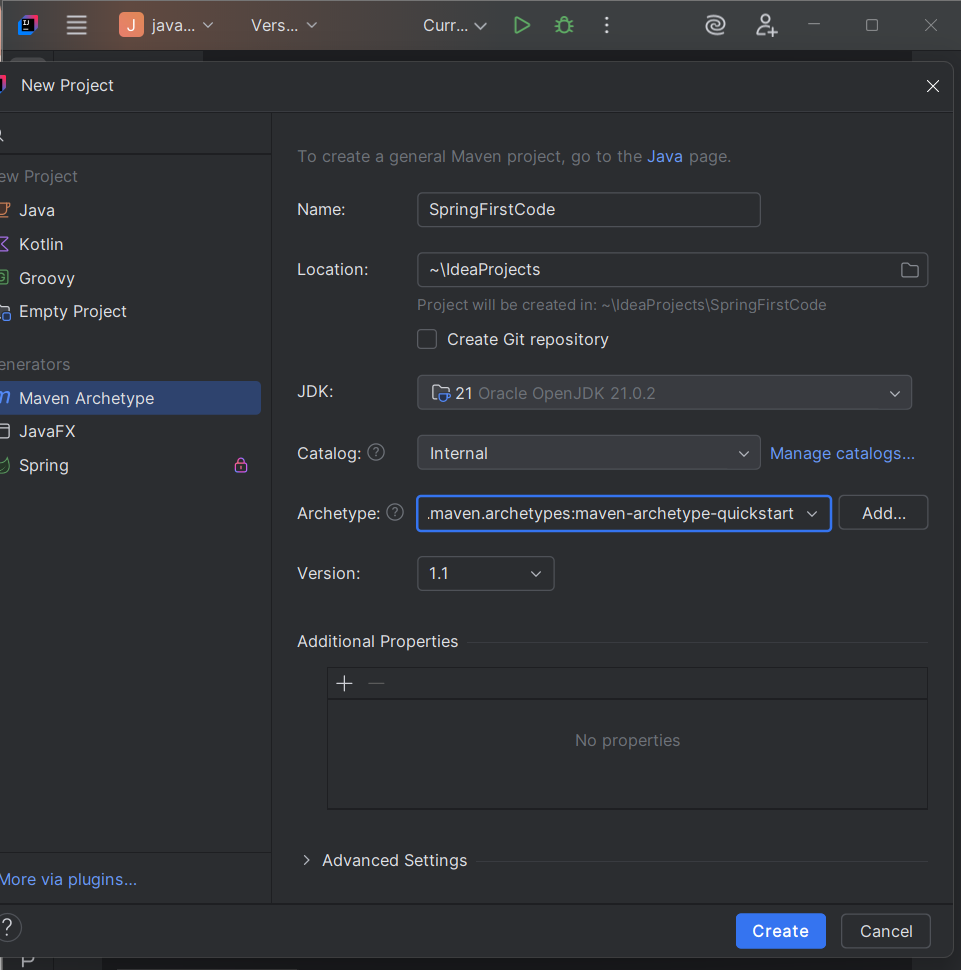 J java... Vers... Curr...
New Project
To create a general Maven project, go to the Java page.
ew Project
Java
Kotlin
Groovy
Empty Project
enerators
Maven Archetype
JavaFX
Spring
More via plugins...
Name: SpringFirstCode
Location: ~\IdeaProjects
Project will be created in: ~\IdeaProjects\SpringFirstCode
Create Git repository
JDK: 21 Oracle OpenJDK 21.0.2
Catalog: ? Internal Manage catalogs...
Archetype: ? .maven.archetypes:maven-archetype-quickstart Add...
Version: 1.1
Additional Properties
No properties
Advanced Settings
? Create Cancel